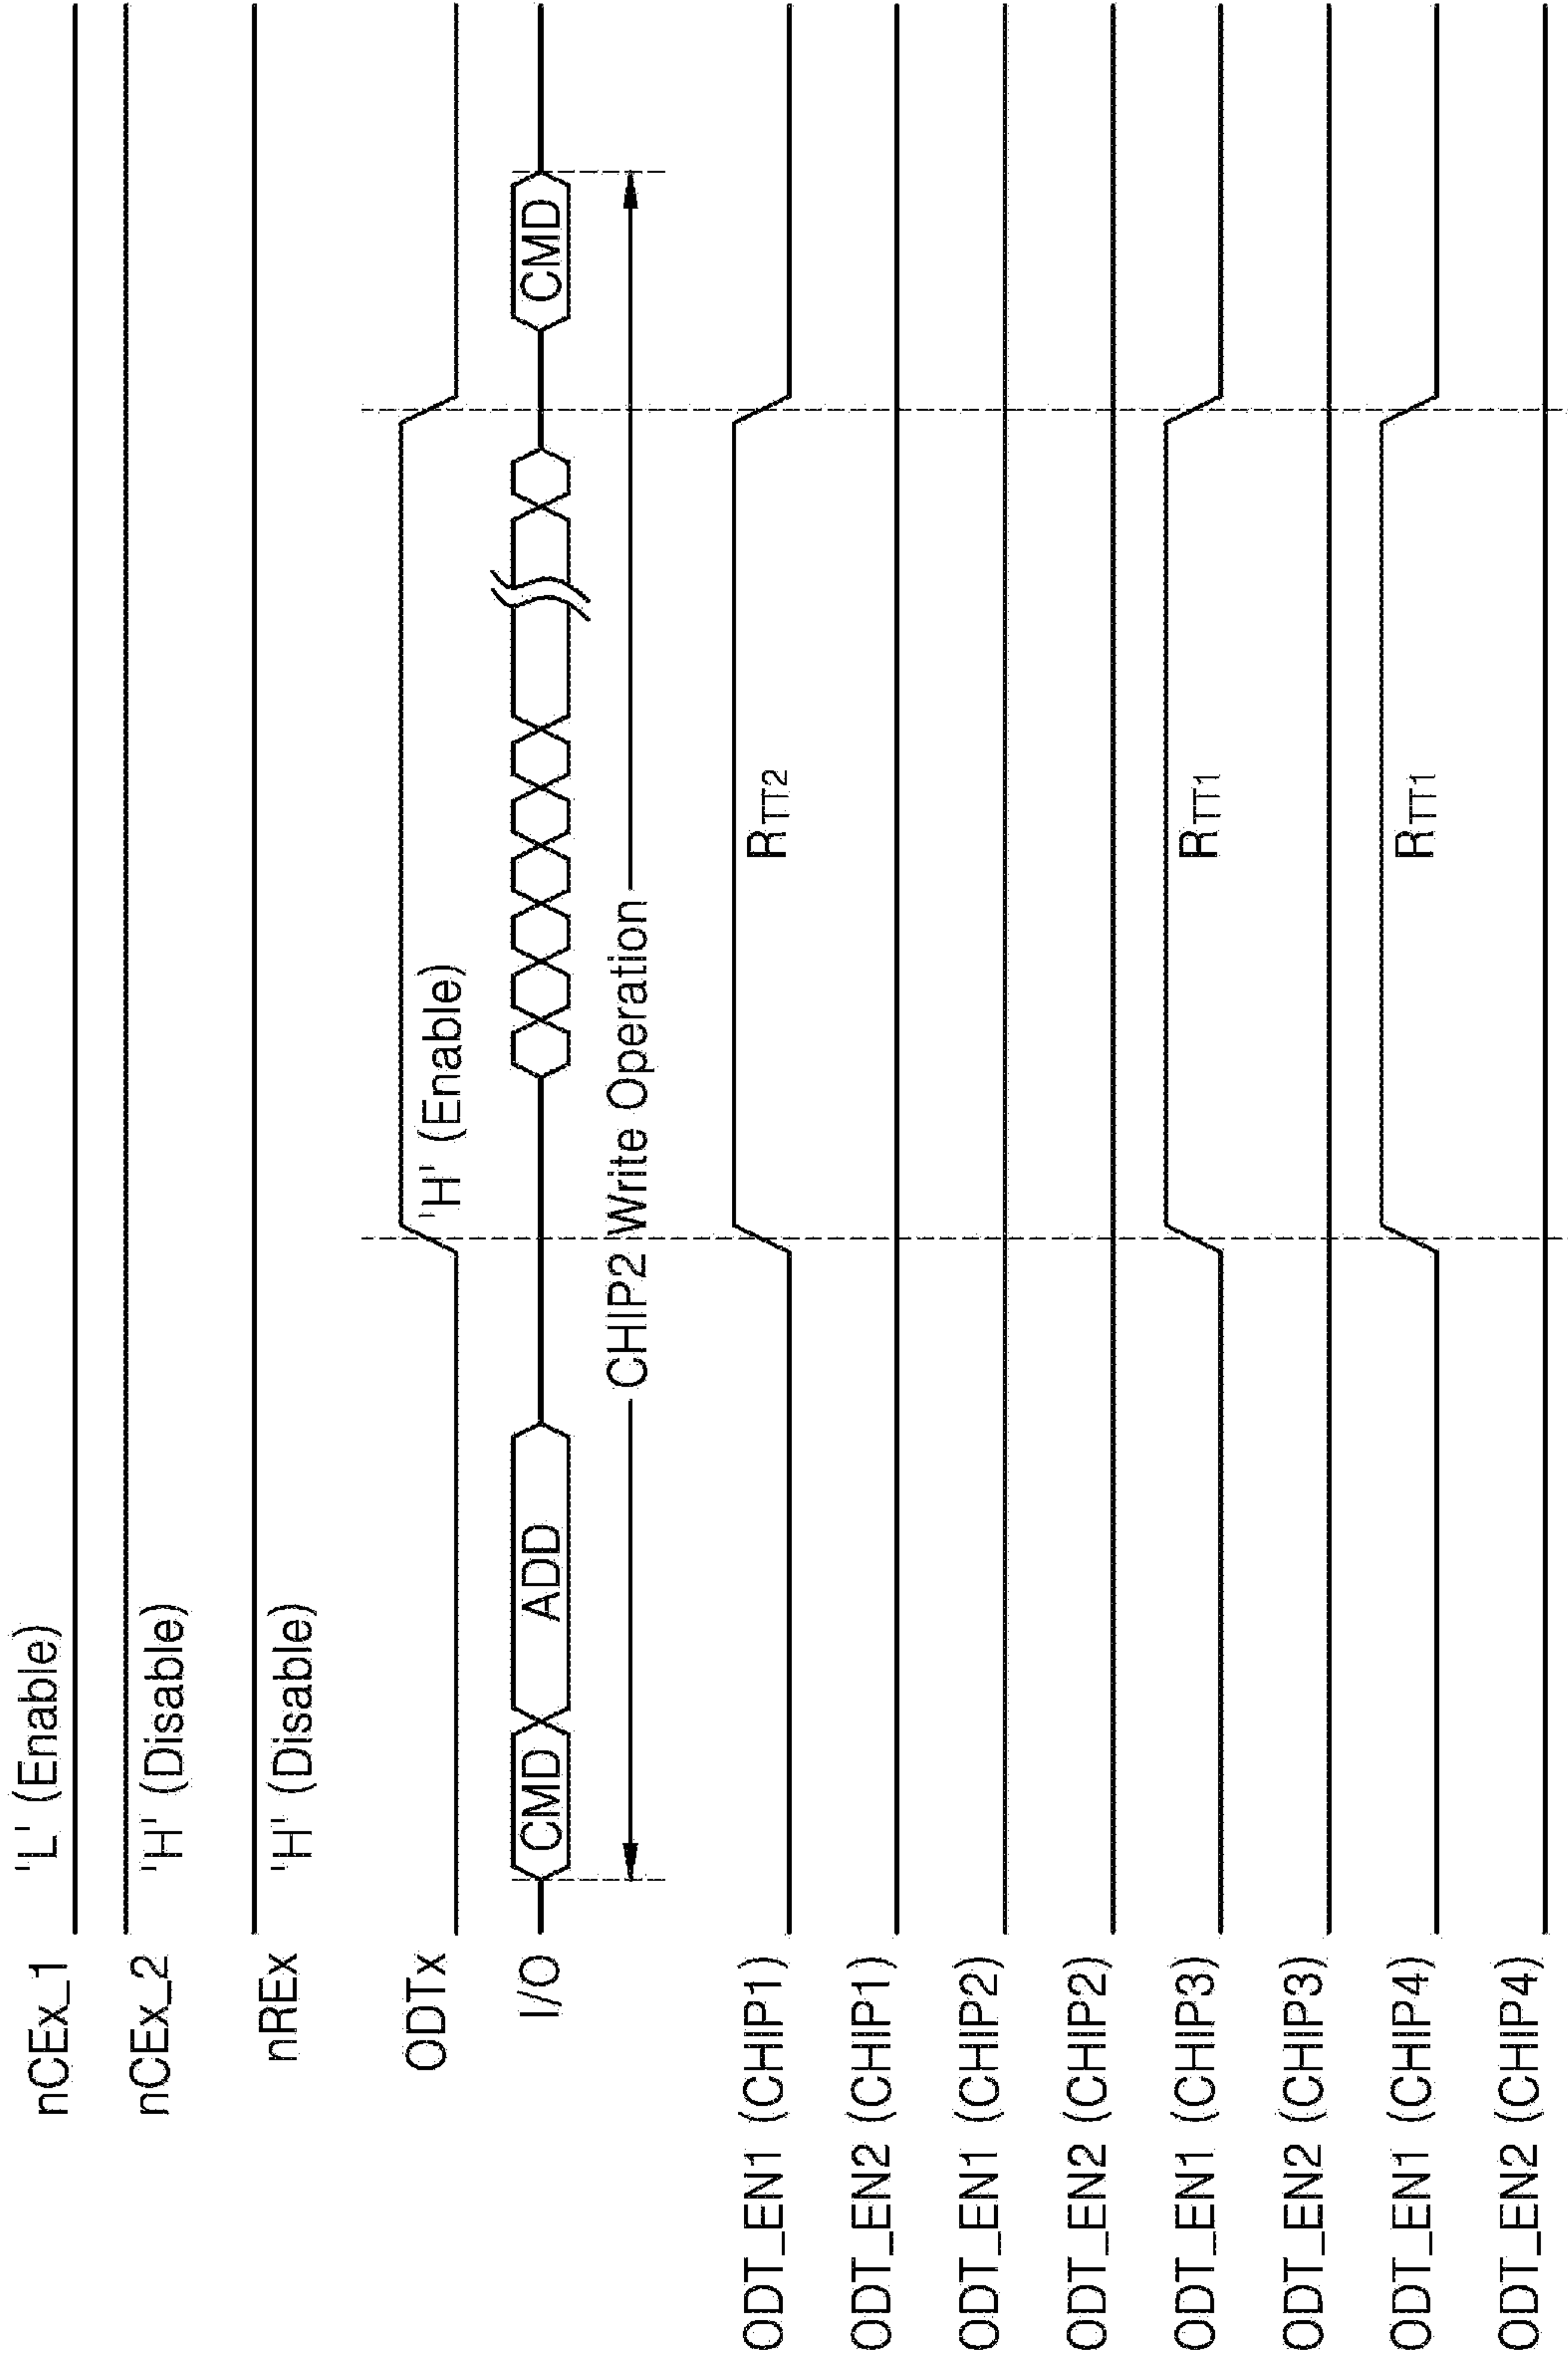 nCEx_1 'L' (Enable)
nCEx_2 'H' (Disable)
nREx 'H' (Disable)
ODTx 'H' (Enable)
I/O CMD ADD CMD
CHIP2 Write Operation
ODT_EN1 (CHIP1) RTT2
ODT_EN2 (CHIP1)
ODT_EN1 (CHIP2)
ODT_EN2 (CHIP2)
ODT_EN1 (CHIP3) RTT1
ODT_EN2 (CHIP3)
ODT_EN1 (CHIP4) RTT1
ODT_EN2 (CHIP4)